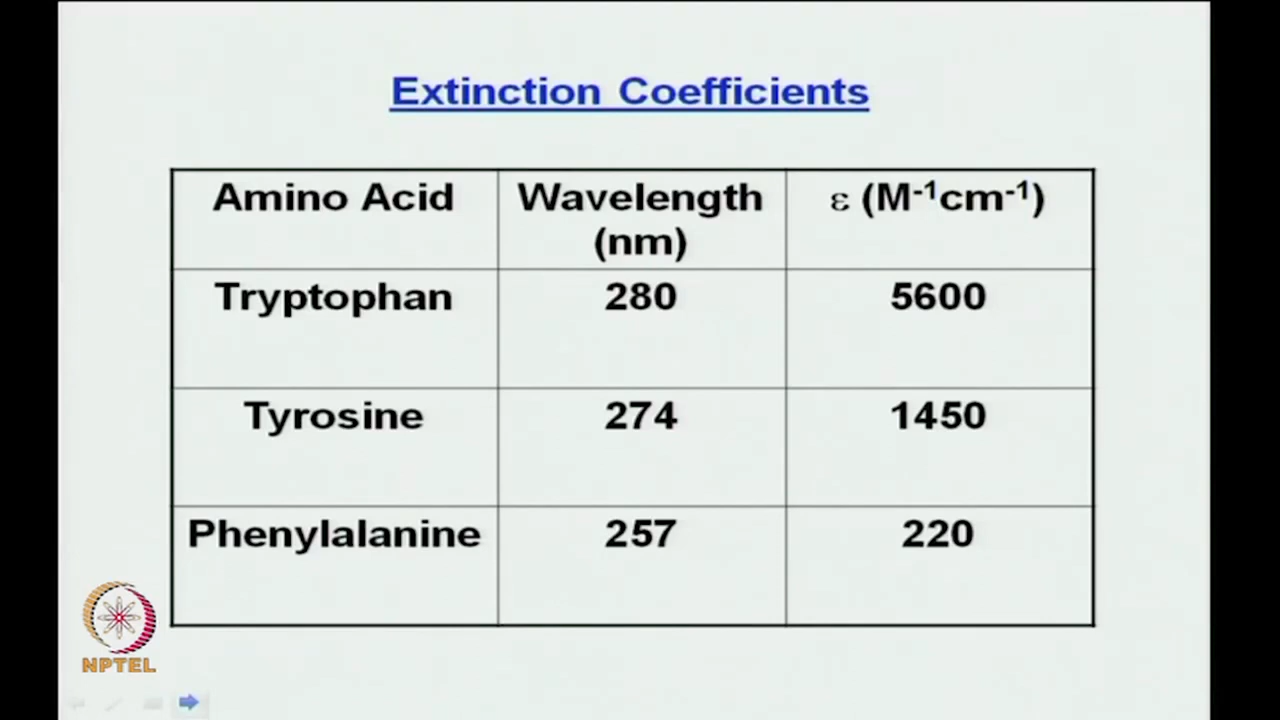 Extinction Coefficients
Amino Acid Wavelength (nm) ε (M-1cm-1)
Tryptophan 280 5600
Tyrosine 274 1450
Phenylalanine 257 220
NPTEL